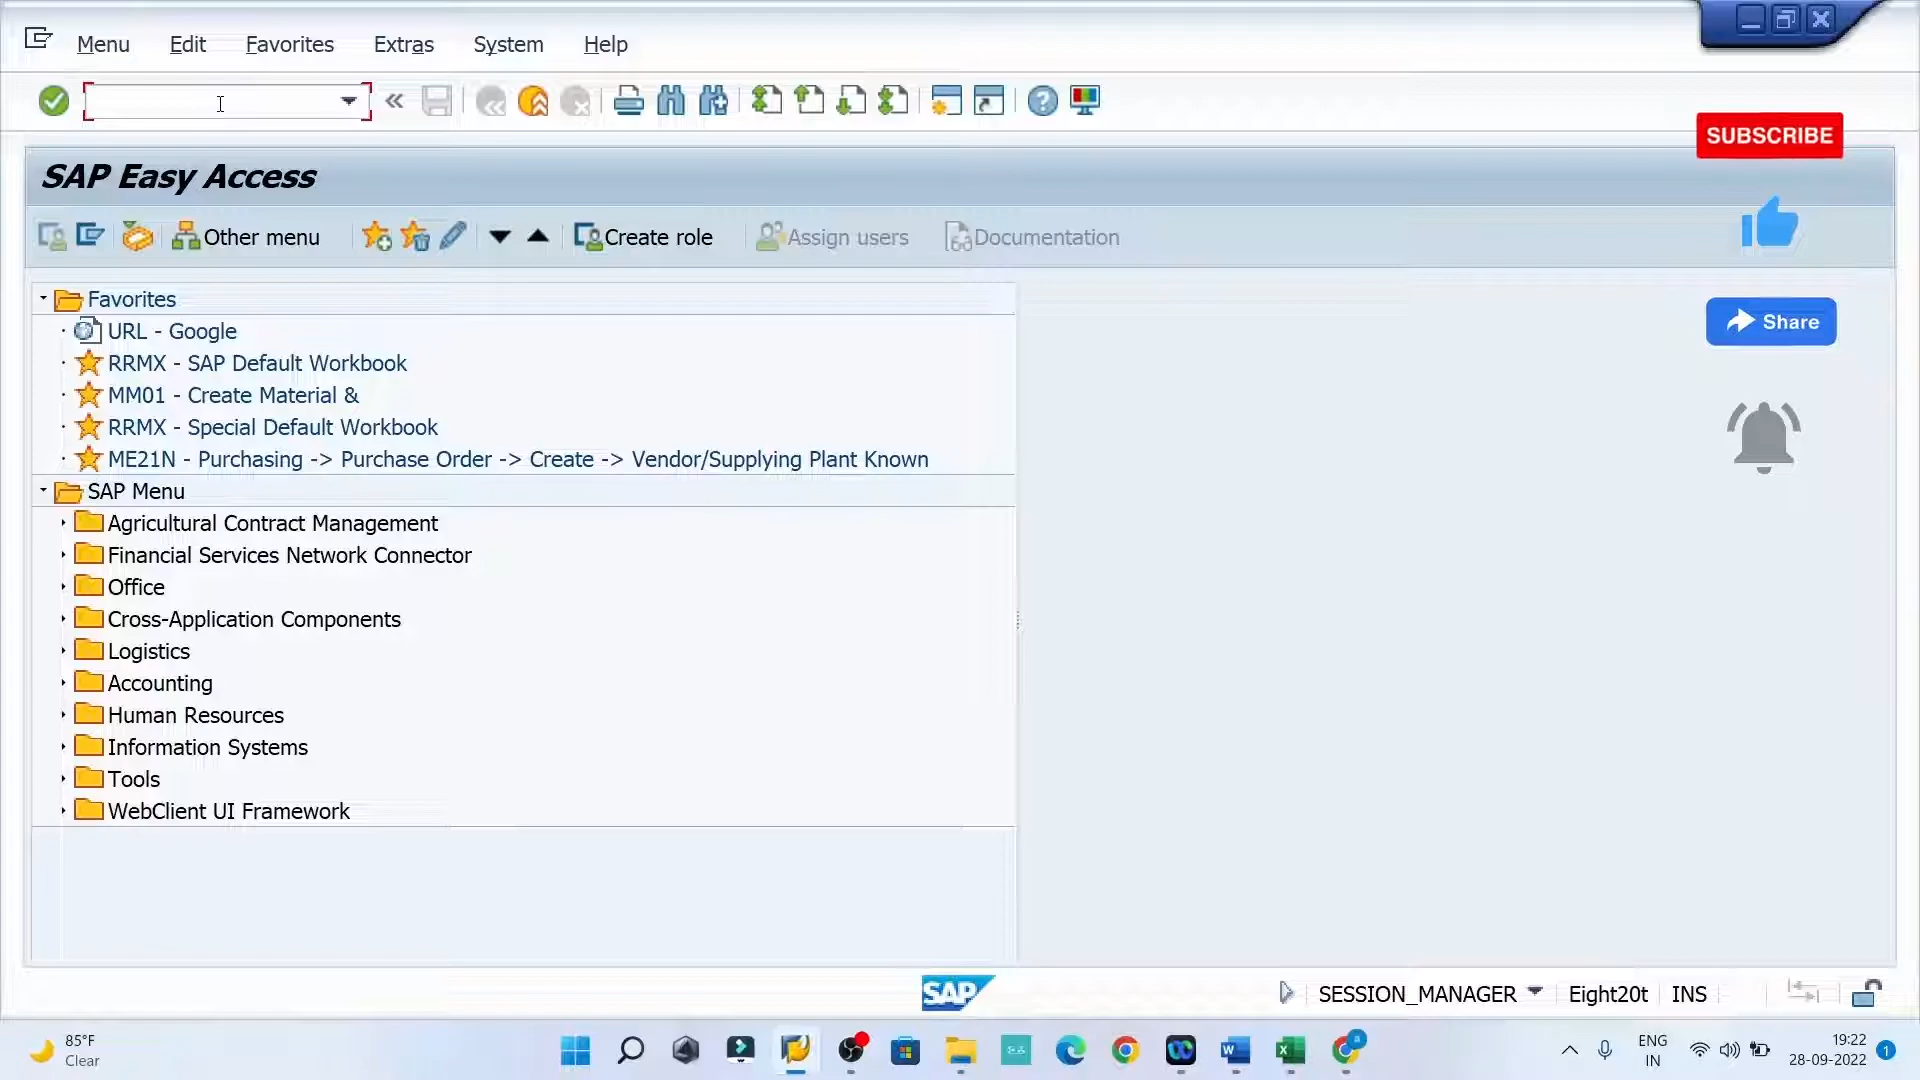 Menu Edit Favorites Extras System Help
SUBSCRIBE
SAP Easy Access
Other menu Create role Assign users Documentation
Share
Favorites
URL - Google
RRMX - SAP Default Workbook
MM01 - Create Material &
RRMX - Special Default Workbook
ME21N - Purchasing -> Purchase Order -> Create -> Vendor/Supplying Plant Known
SAP Menu
Agricultural Contract Management
Financial Services Network Connector
Office
Cross-Application Components
Logistics
Accounting
Human Resources
Information Systems
Tools
WebClient UI Framework
SAP SESSION_MANAGER Eight20t INS
85°F
Clear
ENG
IN
19:22
28-09-2022
1